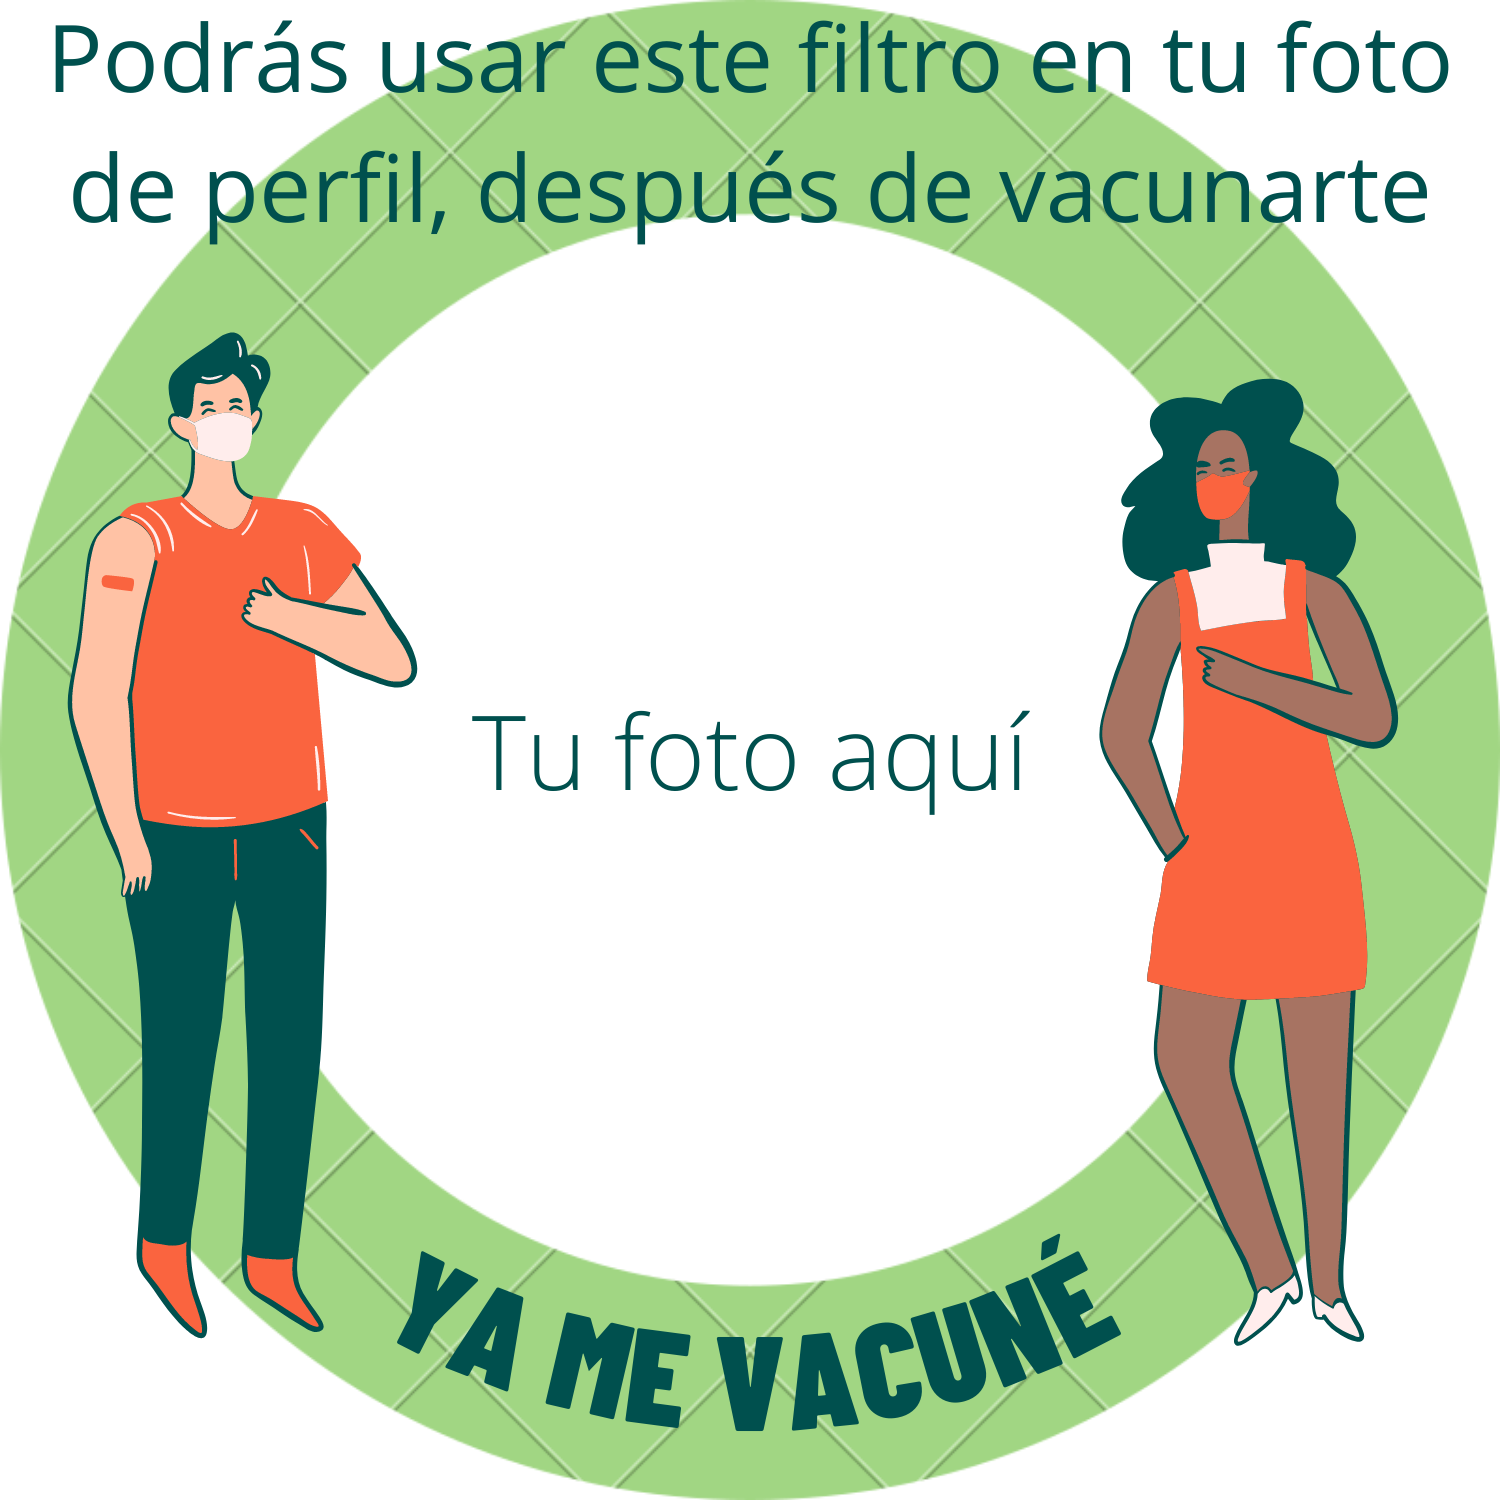 Podrás usar este filtro en tu foto
de perfil, después de vacunarte
Tu foto aquí
YA ME VACUNÉ